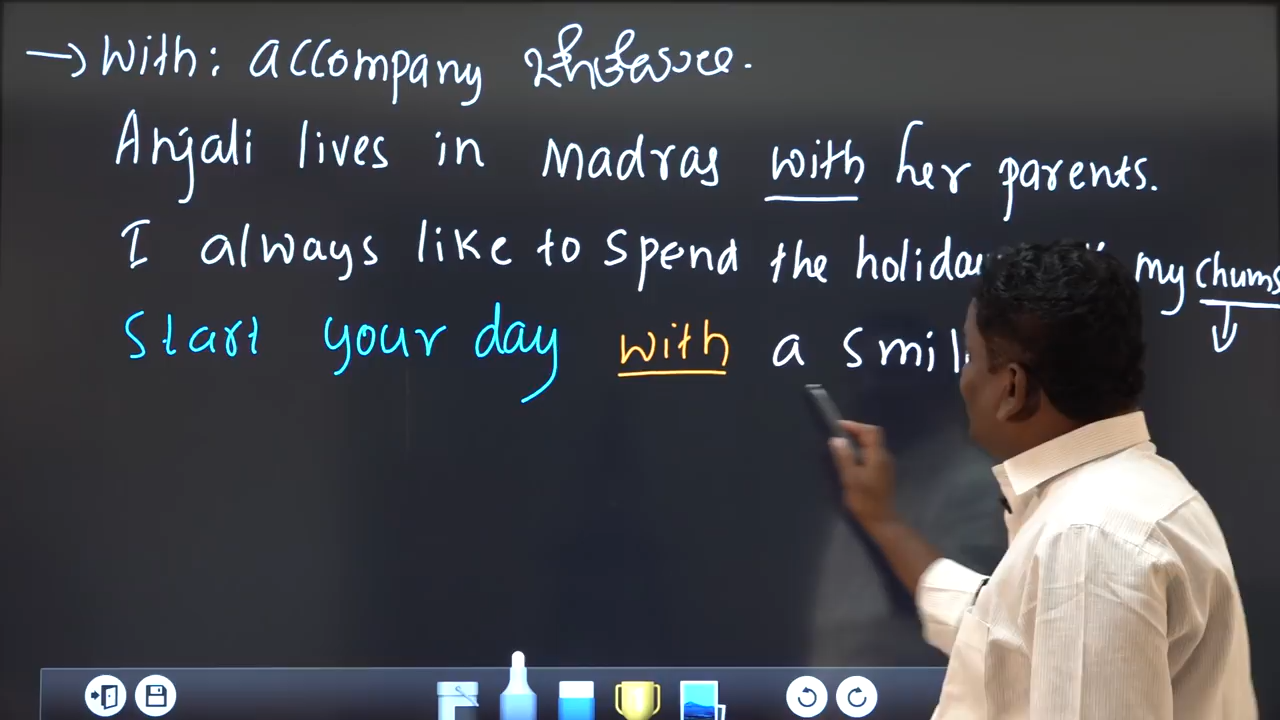 → With: accompany
Anjali lives in Madras with her parents.
I always like to spend the my chums
Start your day with a